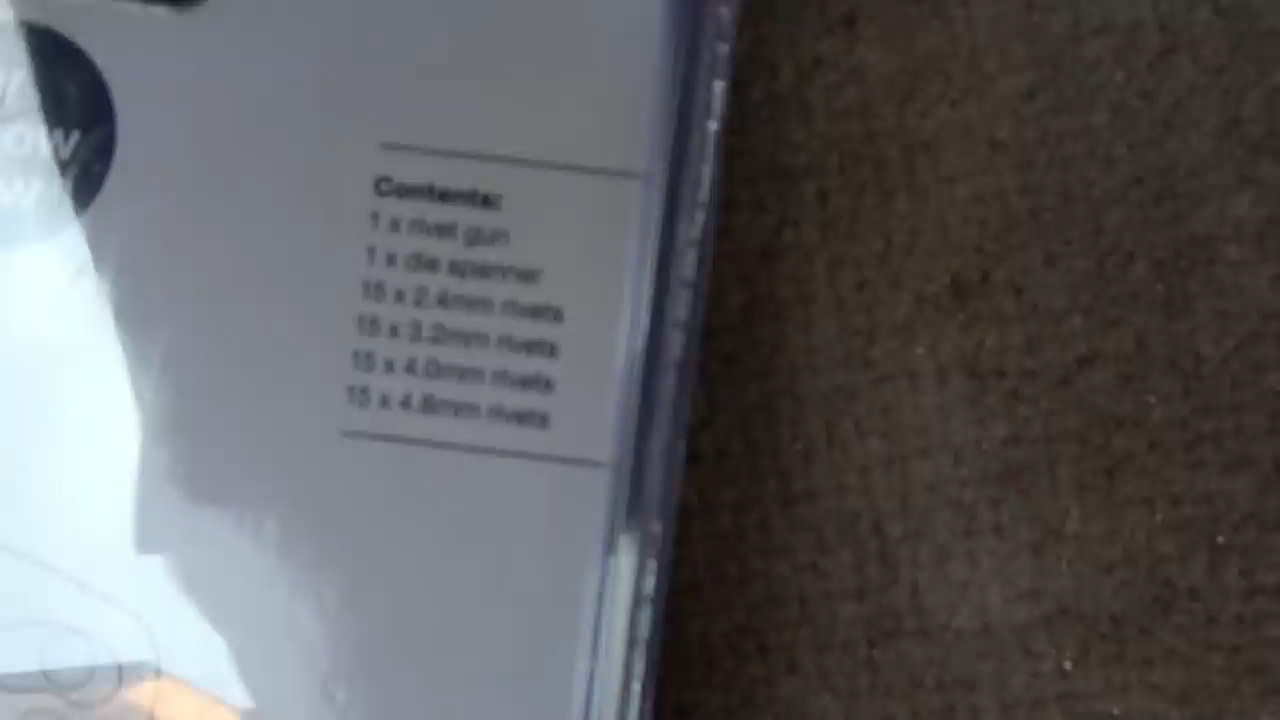 ow
w
Contents:
1 x rivet gun
1 x die spanner
15 x 2.4mm rivets
15 x 3.2mm rivets
15 x 4.0mm rivets
15 x 4.8mm rivets